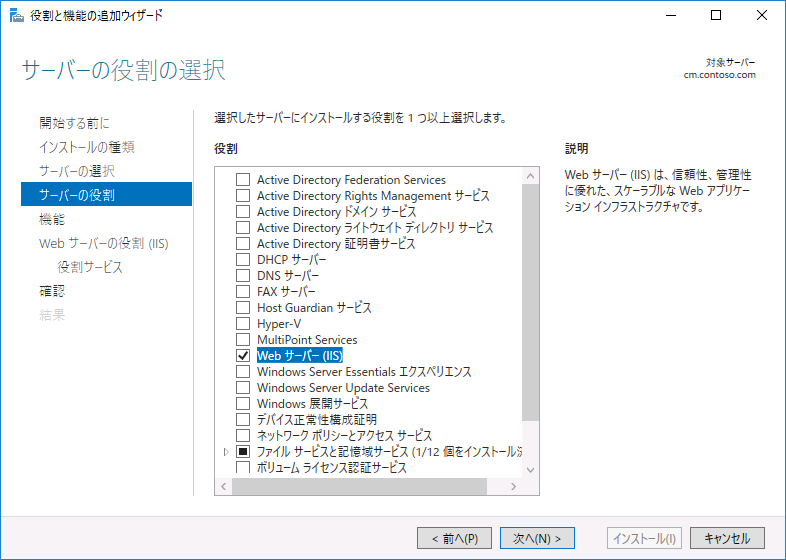 役割と機能の追加ウィザード
サーバーの役割の選択
対象サーバー
cm.contoso.com
開始する前に
インストールの種類
サーバーの選択
サーバーの役割
機能
Web サーバーの役割 (IIS)
役割サービス
確認
結果
選択したサーバーにインストールする役割を 1 つ以上選択します。
役割
Active Directory Federation Services
Active Directory Rights Management サービス
Active Directory ドメイン サービス
Active Directory ライトウェイト ディレクトリ サービス
Active Directory 証明書サービス
DHCP サーバー
DNS サーバー
FAX サーバー
Host Guardian サービス
Hyper-V
MultiPoint Services
Web サーバー (IIS)
Windows Server Essentials エクスペリエンス
Windows Server Update Services
Windows 展開サービス
デバイス正常性構成証明
ネットワーク ポリシーとアクセス サービス
ファイル サービスと記憶域サービス (1/12 個をインストール済
ボリューム ライセンス認証サービス
説明
Web サーバー (IIS) は、信頼性、管理性
に優れた、スケーラブルな Web アプリケー
ション インフラストラクチャです。
< 前へ(P)
次へ(N) >
インストール(I)
キャンセル